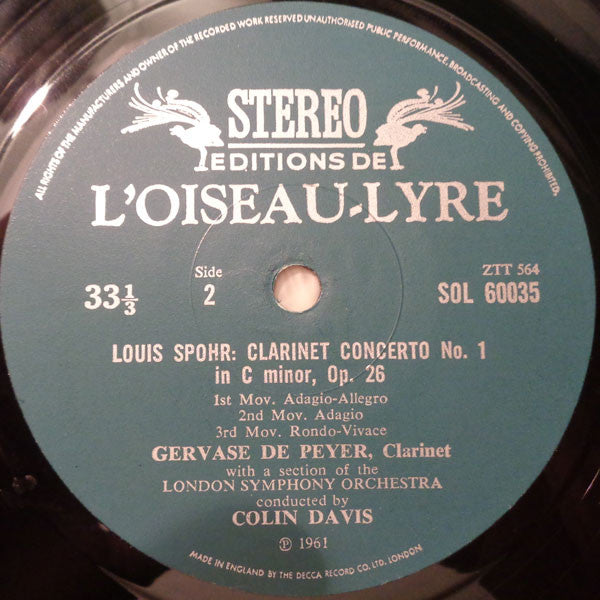 ALL RIGHTS OF THE MANUFACTURERS AND OWNER OF THE RECORDED WORK RESERVED UNAUTHORISED PUBLIC PERFORMANCE, BROADCASTING AND COPYING PROHIBITED.
STEREO
EDITIONS DE
L'OISEAU-LYRE
33⅓
Side
2
ZTT 564
SOL 60035
LOUIS SPOHR: CLARINET CONCERTO No. 1
in C minor, Op. 26
1st Mov. Adagio-Allegro
2nd Mov. Adagio
3rd Mov. Rondo-Vivace
GERVASE DE PEYER, Clarinet
with a section of the
LONDON SYMPHONY ORCHESTRA
conducted by
COLIN DAVIS
Ⓟ 1961
MADE IN ENGLAND BY THE DECCA RECORD CO. LTD. LONDON.